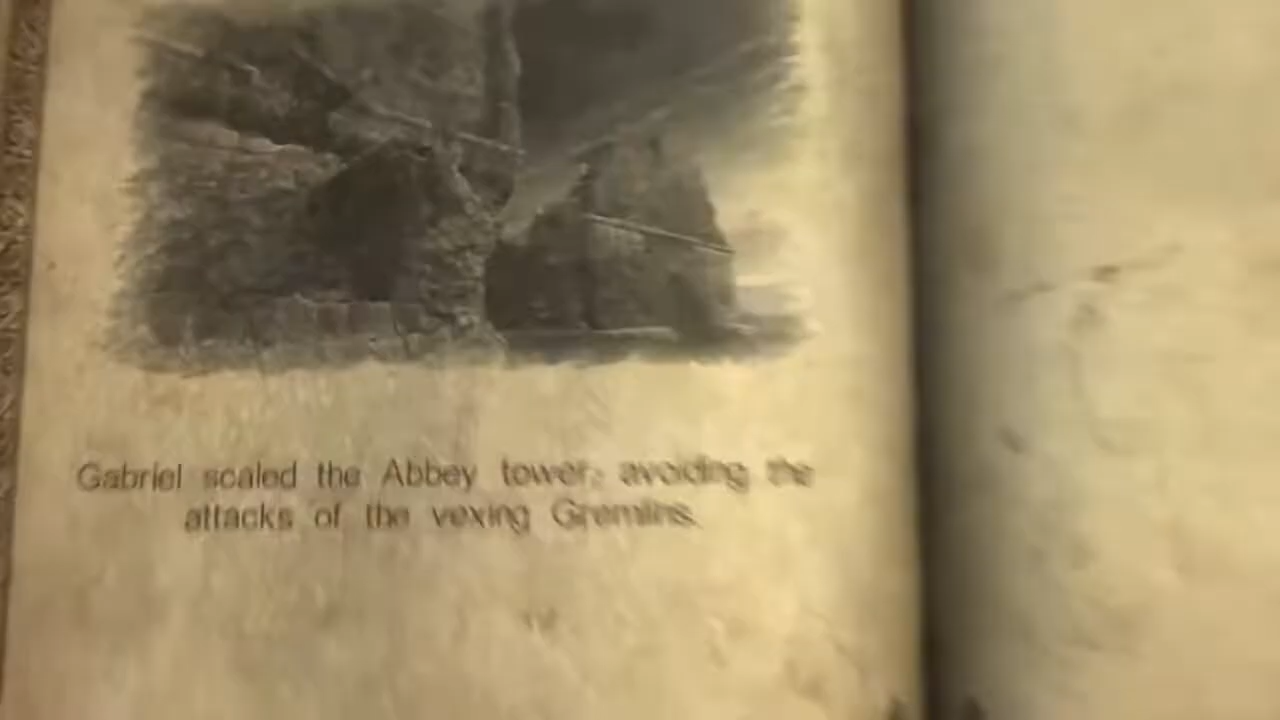 Gabriel scaled the Abbey tower, avoiding the
attacks of the vexing Gremlins.